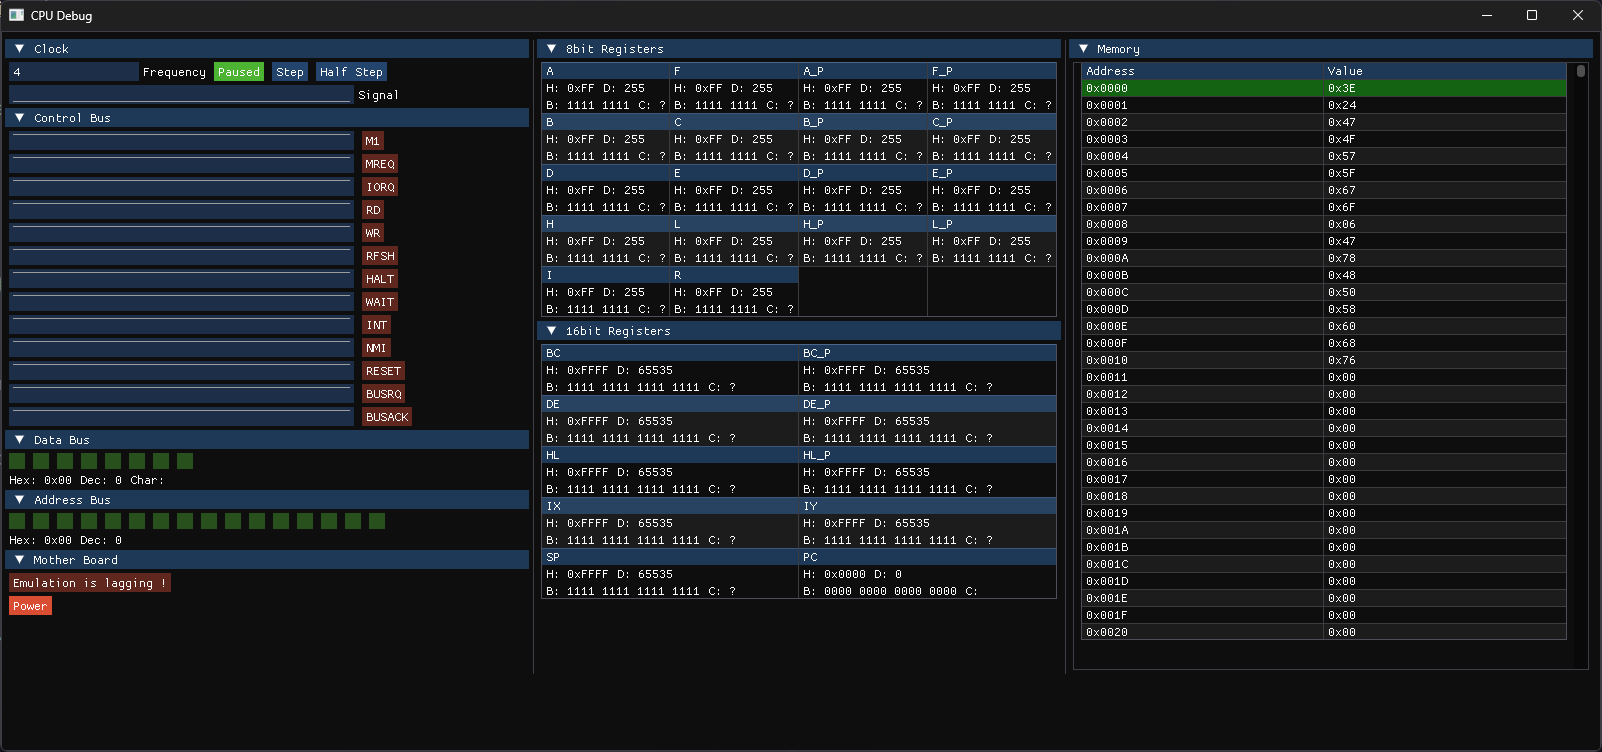 CPU Debug
Clock
4 Frequency Paused Step Half Step
Signal
Control Bus
M1
MREQ
IORQ
RD
WR
RFSH
HALT
WAIT
INT
NMI
RESET
BUSRQ
BUSACK
Data Bus
Hex: 0x00 Dec: 0 Char:
Address Bus
Hex: 0x00 Dec: 0
Mother Board
Emulation is lagging !
Power
8bit Registers
A F A_P F_P
H: 0xFF D: 255 H: 0xFF D: 255 H: 0xFF D: 255 H: 0xFF D: 255
B: 1111 1111 C: ? B: 1111 1111 C: ? B: 1111 1111 C: ? B: 1111 1111 C: ?
B C B_P C_P
H: 0xFF D: 255 H: 0xFF D: 255 H: 0xFF D: 255 H: 0xFF D: 255
B: 1111 1111 C: ? B: 1111 1111 C: ? B: 1111 1111 C: ? B: 1111 1111 C: ?
D E D_P E_P
H: 0xFF D: 255 H: 0xFF D: 255 H: 0xFF D: 255 H: 0xFF D: 255
B: 1111 1111 C: ? B: 1111 1111 C: ? B: 1111 1111 C: ? B: 1111 1111 C: ?
H L H_P L_P
H: 0xFF D: 255 H: 0xFF D: 255 H: 0xFF D: 255 H: 0xFF D: 255
B: 1111 1111 C: ? B: 1111 1111 C: ? B: 1111 1111 C: ? B: 1111 1111 C: ?
I R
H: 0xFF D: 255 H: 0xFF D: 255
B: 1111 1111 C: ? B: 1111 1111 C: ?
16bit Registers
BC BC_P
H: 0xFFFF D: 65535 H: 0xFFFF D: 65535
B: 1111 1111 1111 1111 C: ? B: 1111 1111 1111 1111 C: ?
DE DE_P
H: 0xFFFF D: 65535 H: 0xFFFF D: 65535
B: 1111 1111 1111 1111 C: ? B: 1111 1111 1111 1111 C: ?
HL HL_P
H: 0xFFFF D: 65535 H: 0xFFFF D: 65535
B: 1111 1111 1111 1111 C: ? B: 1111 1111 1111 1111 C: ?
IX IY
H: 0xFFFF D: 65535 H: 0xFFFF D: 65535
B: 1111 1111 1111 1111 C: ? B: 1111 1111 1111 1111 C: ?
SP PC
H: 0xFFFF D: 65535 H: 0x0000 D: 0
B: 1111 1111 1111 1111 C: ? B: 0000 0000 0000 0000 C:
Memory
Address Value
0x0000 0x3E
0x0001 0x24
0x0002 0x47
0x0003 0x4F
0x0004 0x57
0x0005 0x5F
0x0006 0x67
0x0007 0x6F
0x0008 0x06
0x0009 0x47
0x000A 0x78
0x000B 0x48
0x000C 0x50
0x000D 0x58
0x000E 0x60
0x000F 0x68
0x0010 0x76
0x0011 0x00
0x0012 0x00
0x0013 0x00
0x0014 0x00
0x0015 0x00
0x0016 0x00
0x0017 0x00
0x0018 0x00
0x0019 0x00
0x001A 0x00
0x001B 0x00
0x001C 0x00
0x001D 0x00
0x001E 0x00
0x001F 0x00
0x0020 0x00